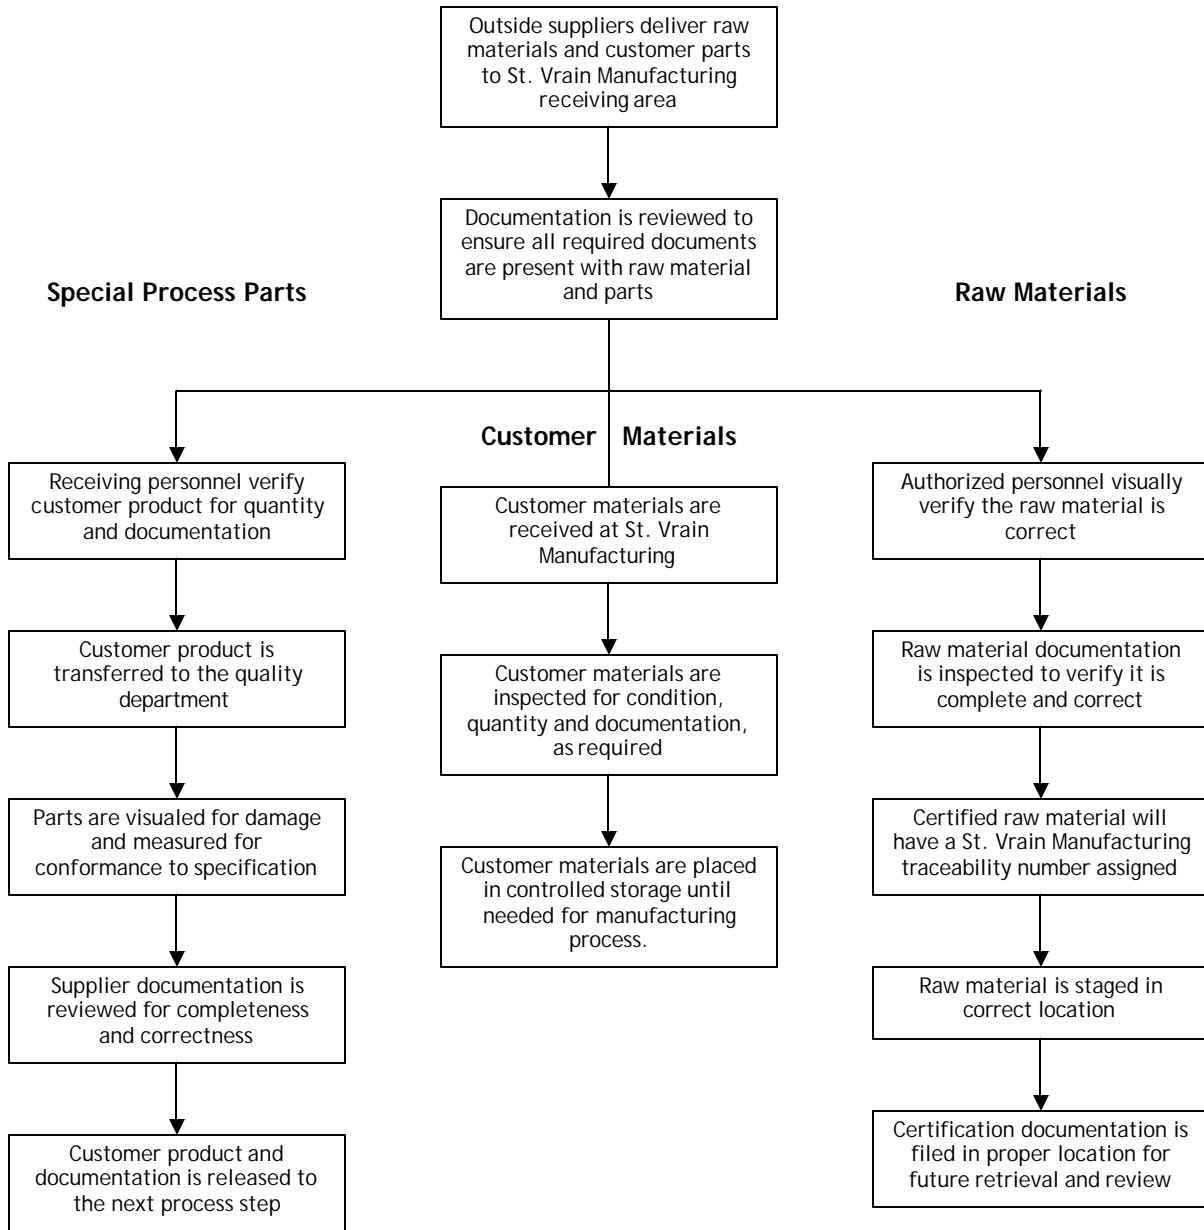 Outside suppliers deliver raw
materials and customer parts
to St. Vrain Manufacturing
receiving area
Documentation is reviewed to
ensure all required documents
are present with raw material
and parts
Special Process Parts
Raw Materials
Customer Materials
Receiving personnel verify
customer product for quantity
and documentation
Customer product is
transferred to the quality
department
Parts are visualed for damage
and measured for
conformance to specification
Supplier documentation is
reviewed for completeness
and correctness
Customer product and
documentation is released to
the next process step
Customer materials are
received at St. Vrain
Manufacturing
Customer materials are
inspected for condition,
quantity and documentation,
as required
Customer materials are placed
in controlled storage until
needed for manufacturing
process.
Authorized personnel visually
verify the raw material is
correct
Raw material documentation
is inspected to verify it is
complete and correct
Certified raw material will
have a St. Vrain Manufacturing
traceability number assigned
Raw material is staged in
correct location
Certification documentation is
filed in proper location for
future retrieval and review